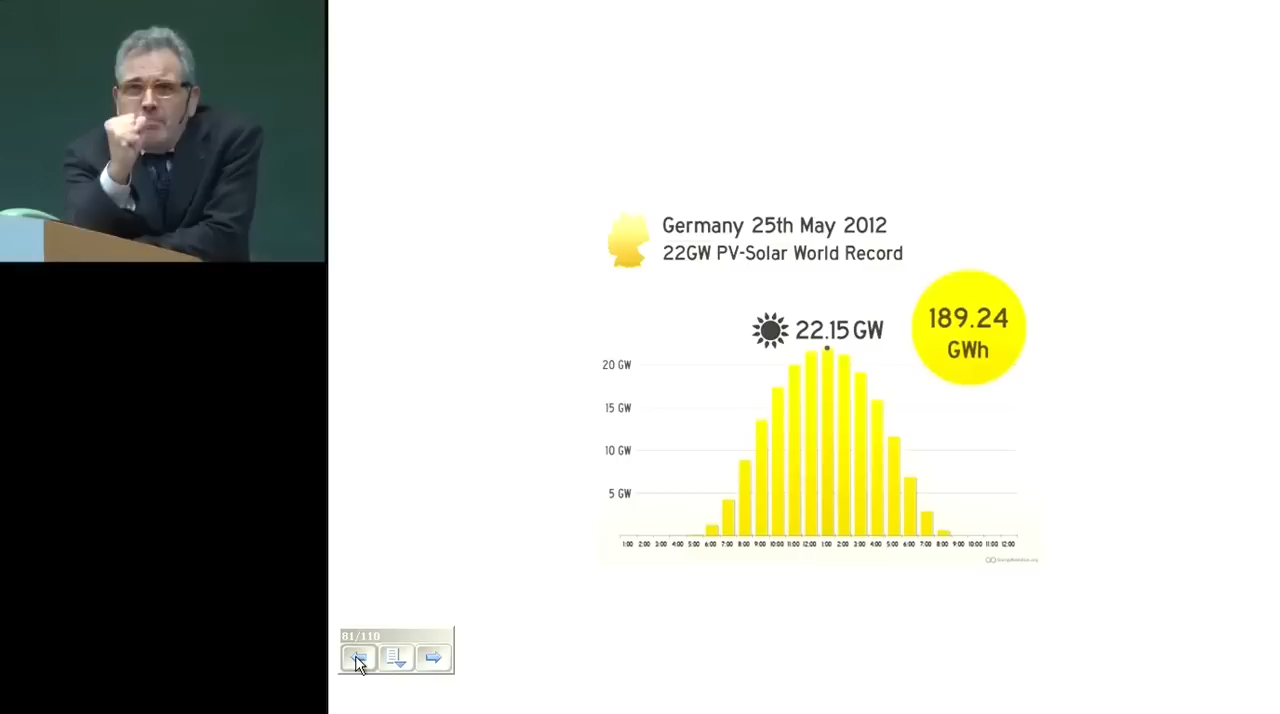 Germany 25th May 2012
22GW PV-Solar World Record
22.15 GW
189.24
GWh
20 GW
15 GW
10 GW
5 GW
1:00 2:00 3:00 4:00 5:00 6:00 7:00 8:00 9:00 10:00 11:00 12:00 1:00 2:00 3:00 4:00 5:00 6:00 7:00 8:00 9:00 10:00 11:00 12:00
81/110